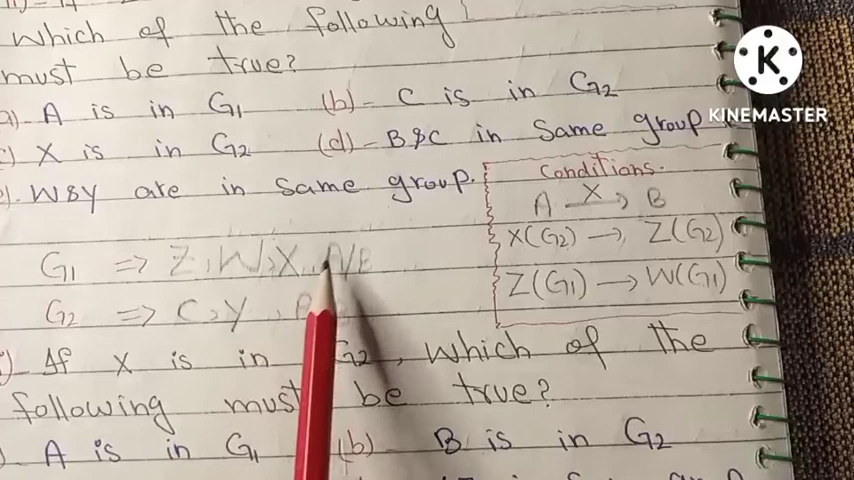 Which of the following
must be true?
A is in G1 (b)- C is in G2
X is in G2 (d)- B&C in same group
W&Y are in same group.
Conditions.
A X B
X(G2) → Z(G2)
Z(G1) → W(G1)
G1 ⇒ Z, W, X, A/B
G2 ⇒ C, Y,
If X is in G2, which of the
following must be true?
A is in G1 (b)- B is in G2
K
KINEMASTER